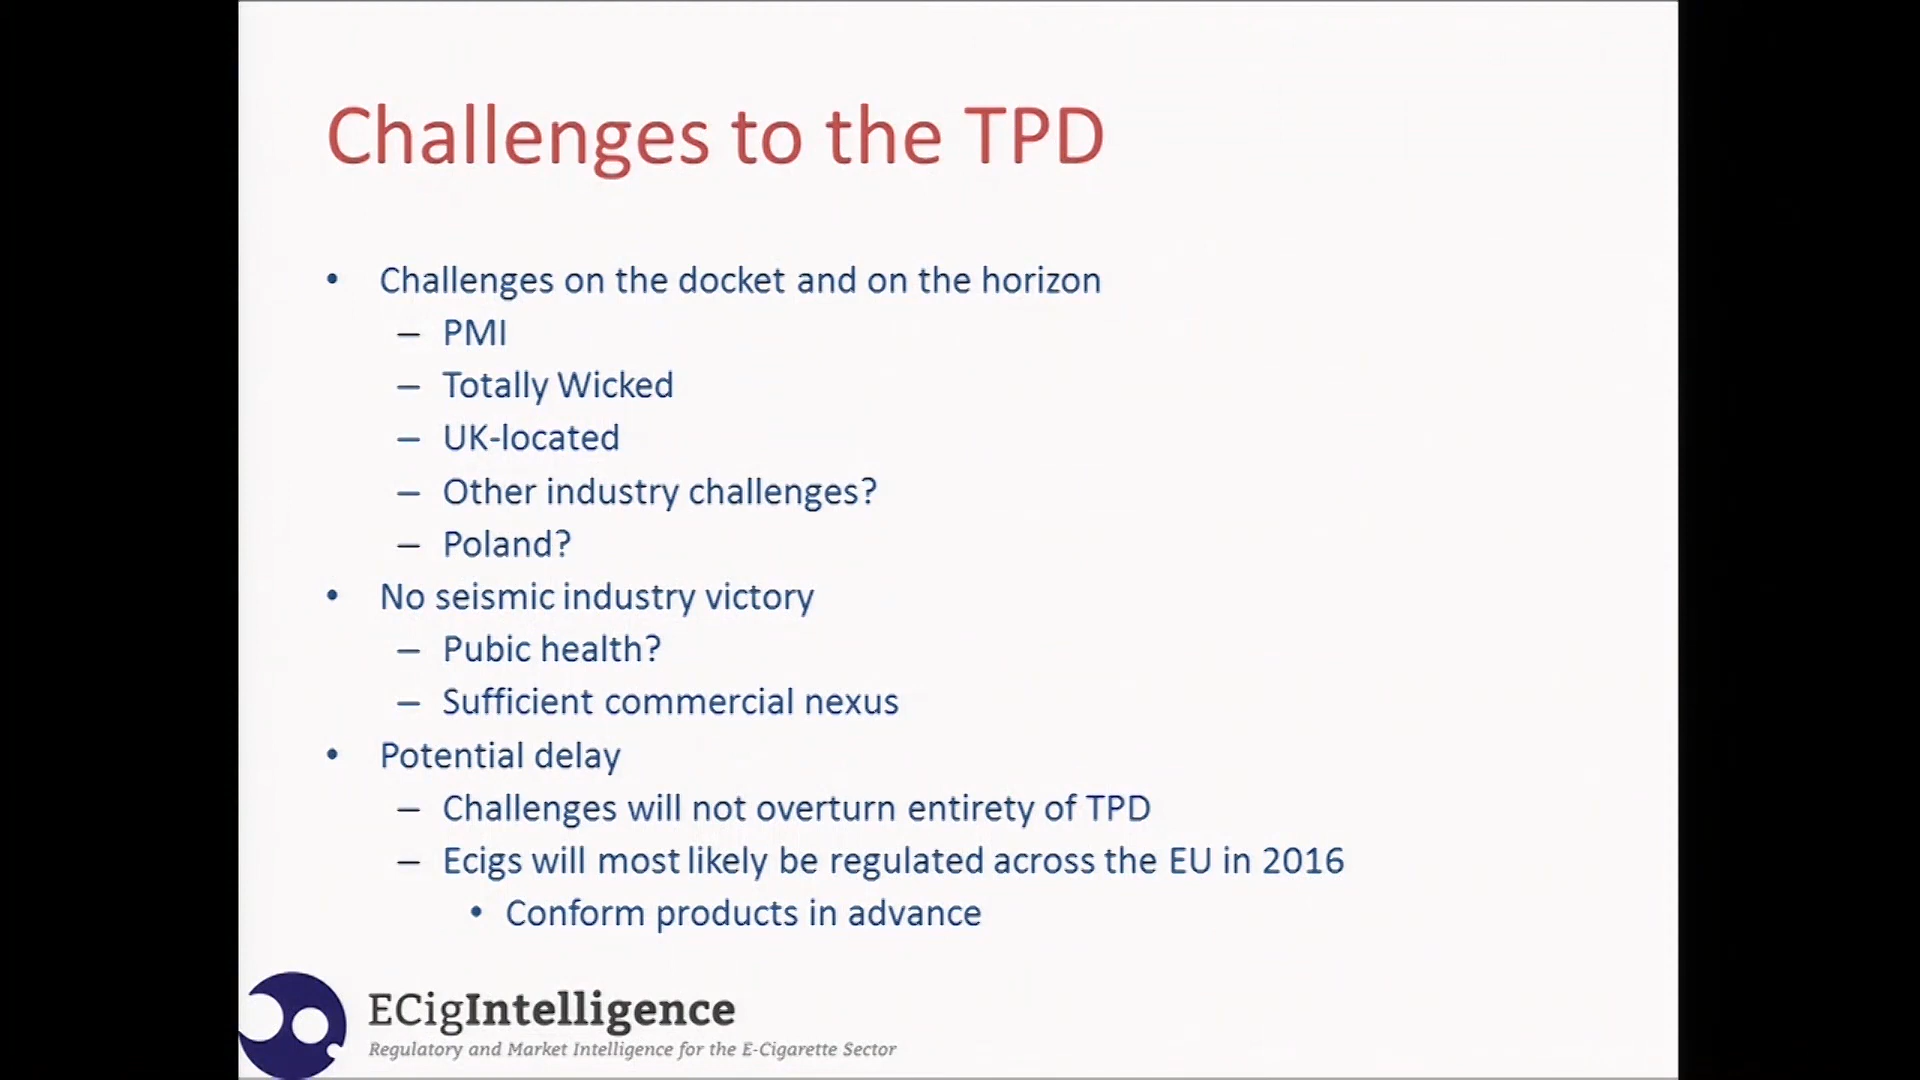 Challenges to the TPD
• Challenges on the docket and on the horizon
– PMI
– Totally Wicked
– UK-located
– Other industry challenges?
– Poland?
• No seismic industry victory
– Pubic health?
– Sufficient commercial nexus
• Potential delay
– Challenges will not overturn entirety of TPD
– Ecigs will most likely be regulated across the EU in 2016
• Conform products in advance
ECigIntelligence
Regulatory and Market Intelligence for the E-Cigarette Sector